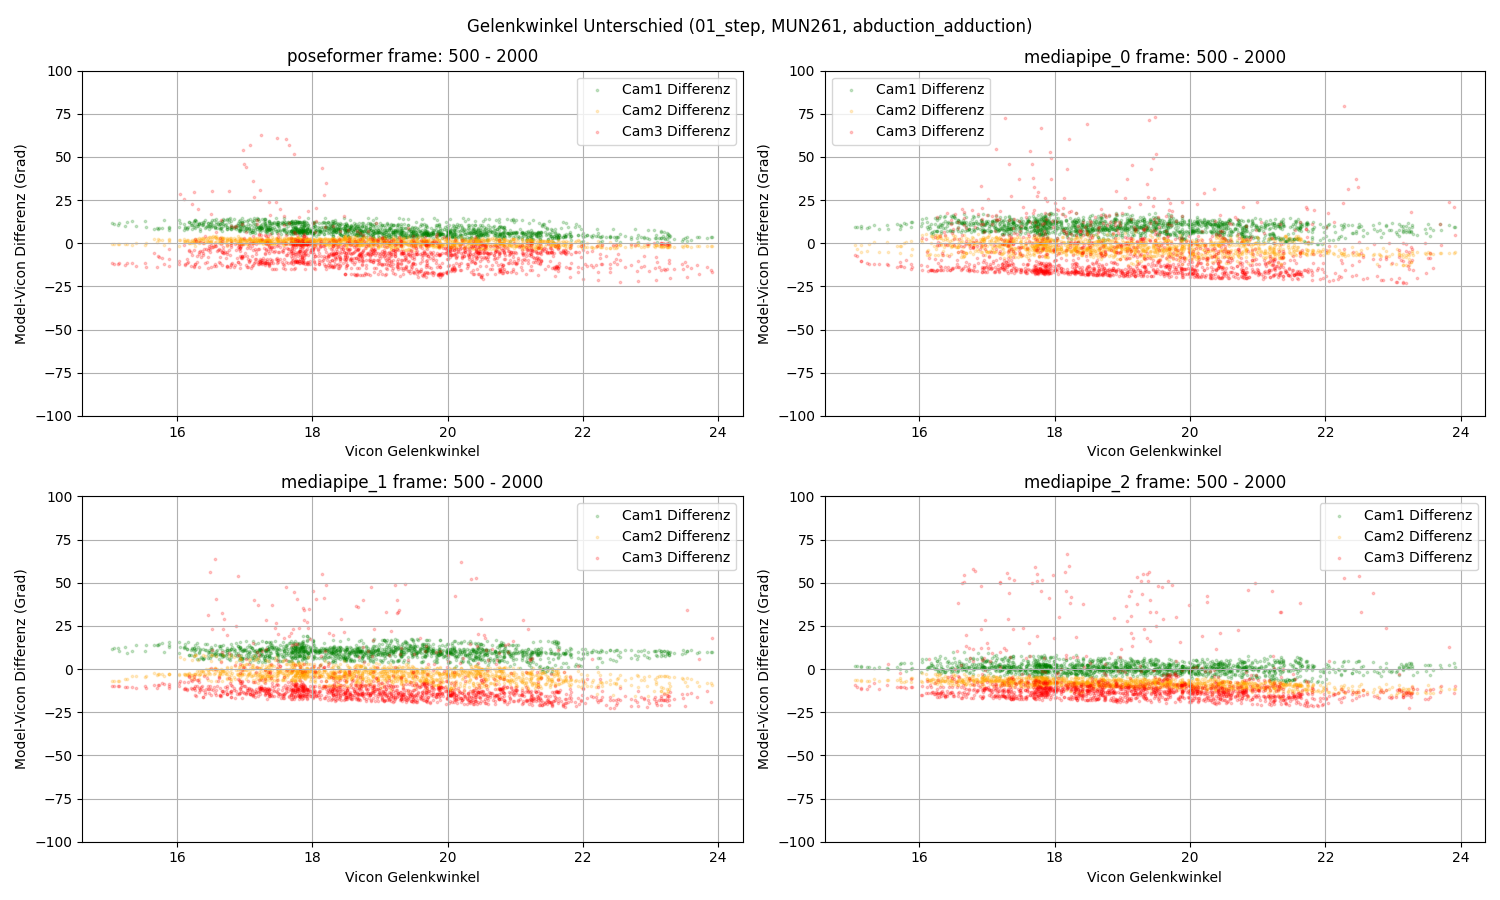 Gelenkwinkel Unterschied (01_step, MUN261, abduction_adduction)
poseformer frame: 500 - 2000
100
75
50
25
0
−25
−50
−75
−100
Model-Vicon Differenz (Grad)
Cam1 Differenz
Cam2 Differenz
Cam3 Differenz
16 18 20 22 24
Vicon Gelenkwinkel
mediapipe_0 frame: 500 - 2000
100
75
50
25
0
−25
−50
−75
−100
Model-Vicon Differenz (Grad)
Cam1 Differenz
Cam2 Differenz
Cam3 Differenz
16 18 20 22 24
Vicon Gelenkwinkel
mediapipe_1 frame: 500 - 2000
100
75
50
25
0
−25
−50
−75
−100
Model-Vicon Differenz (Grad)
Cam1 Differenz
Cam2 Differenz
Cam3 Differenz
16 18 20 22 24
Vicon Gelenkwinkel
mediapipe_2 frame: 500 - 2000
100
75
50
25
0
−25
−50
−75
−100
Model-Vicon Differenz (Grad)
Cam1 Differenz
Cam2 Differenz
Cam3 Differenz
16 18 20 22 24
Vicon Gelenkwinkel